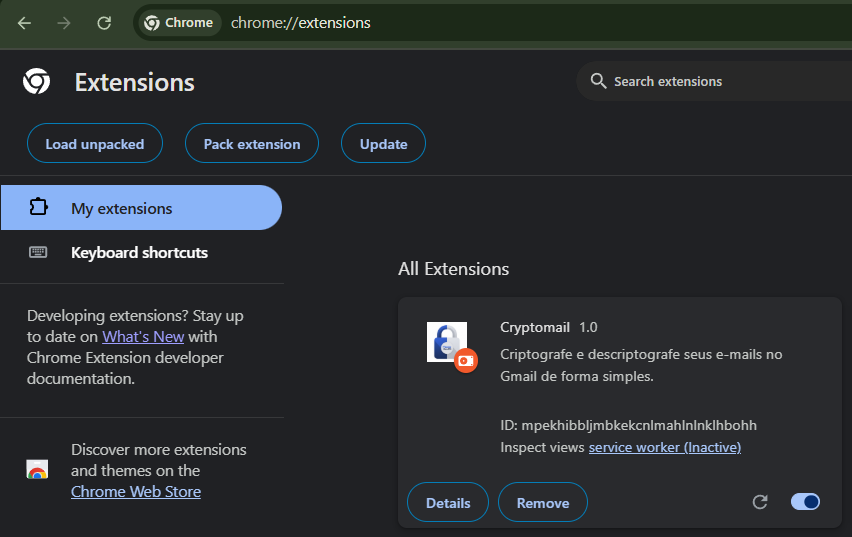 Chrome
chrome://extensions
Extensions
Search extensions
Load unpacked
Pack extension
Update
My extensions
Keyboard shortcuts
Developing extensions? Stay up
to date on What's New with
Chrome Extension developer
documentation.
Discover more extensions
and themes on the
Chrome Web Store
All Extensions
Cryptomail 1.0
Criptografe e descriptografe seus e-mails no
Gmail de forma simples.
ID: mpekhibbljmbkekcnlmahlnlnklhbohh
Inspect views service worker (Inactive)
Details
Remove